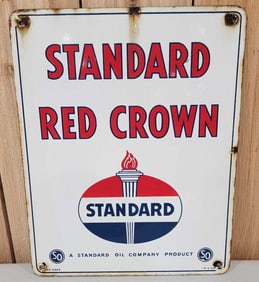 STANDARD
RED CROWN
STANDARD
SO A STANDARD OIL COMPANY PRODUCT SO